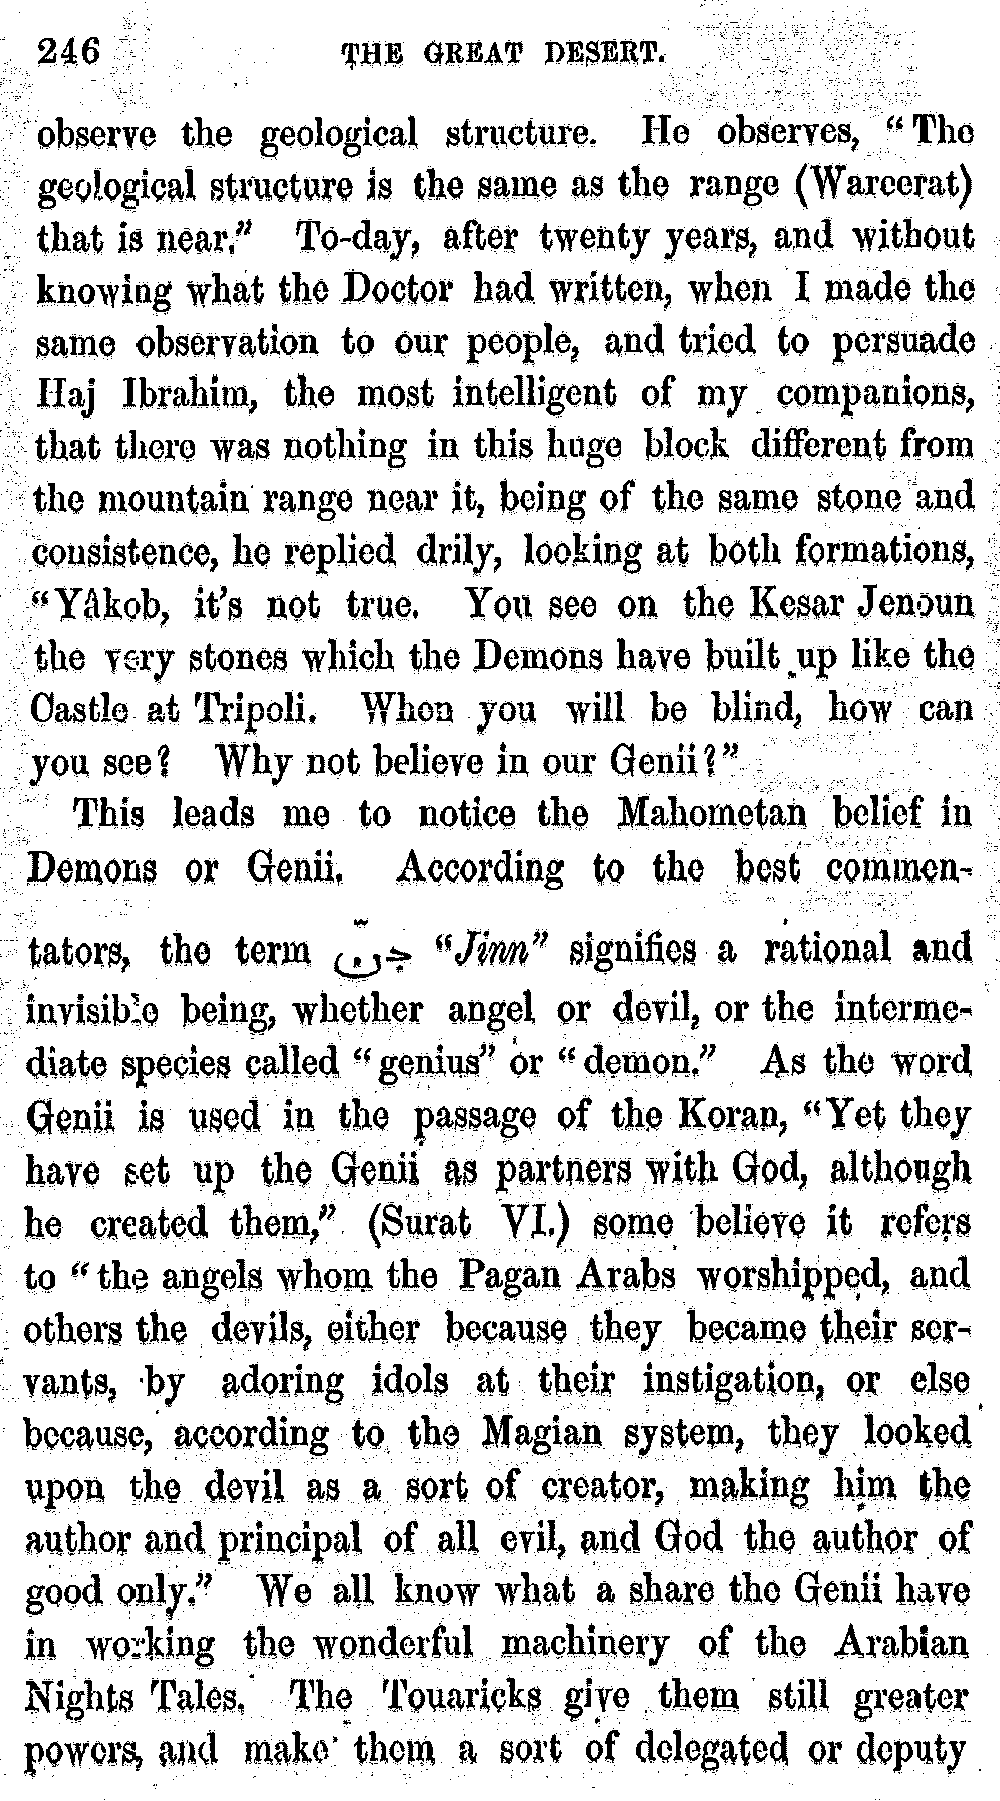 246 THE GREAT DESERT.
observe the geological structure. He observes, “The
geological structure is the same as the range (Wareerat)
that is near.” To-day, after twenty years, and without
knowing what the Doctor had written, when I made the
same observation to our people, and tried to persuade
Haj Ibrahim, the most intelligent of my companions,
that there was nothing in this huge block different from
the mountain range near it, being of the same stone and
consistence, he replied drily, looking at both formations,
“Yâkob, it’s not true. You see on the Kesar Jenoun
the very stones which the Demons have built up like the
Castle at Tripoli. When you will be blind, how can
you see? Why not believe in our Genii?”
This leads me to notice the Mahometan belief in
Demons or Genii. According to the best commen-
tators, the term جنّ “Jinn” signifies a rational and
invisible being, whether angel or devil, or the interme-
diate species called “genius” or “demon.” As the word
Genii is used in the passage of the Koran, “Yet they
have set up the Genii as partners with God, although
he created them,” (Surat VI.) some believe it refers
to “the angels whom the Pagan Arabs worshipped, and
others the devils, either because they became their ser-
vants, by adoring idols at their instigation, or else
because, according to the Magian system, they looked
upon the devil as a sort of creator, making him the
author and principal of all evil, and God the author of
good only.” We all know what a share the Genii have
in working the wonderful machinery of the Arabian
Nights Tales. The Touaricks give them still greater
powers, and make them a sort of delegated or deputy